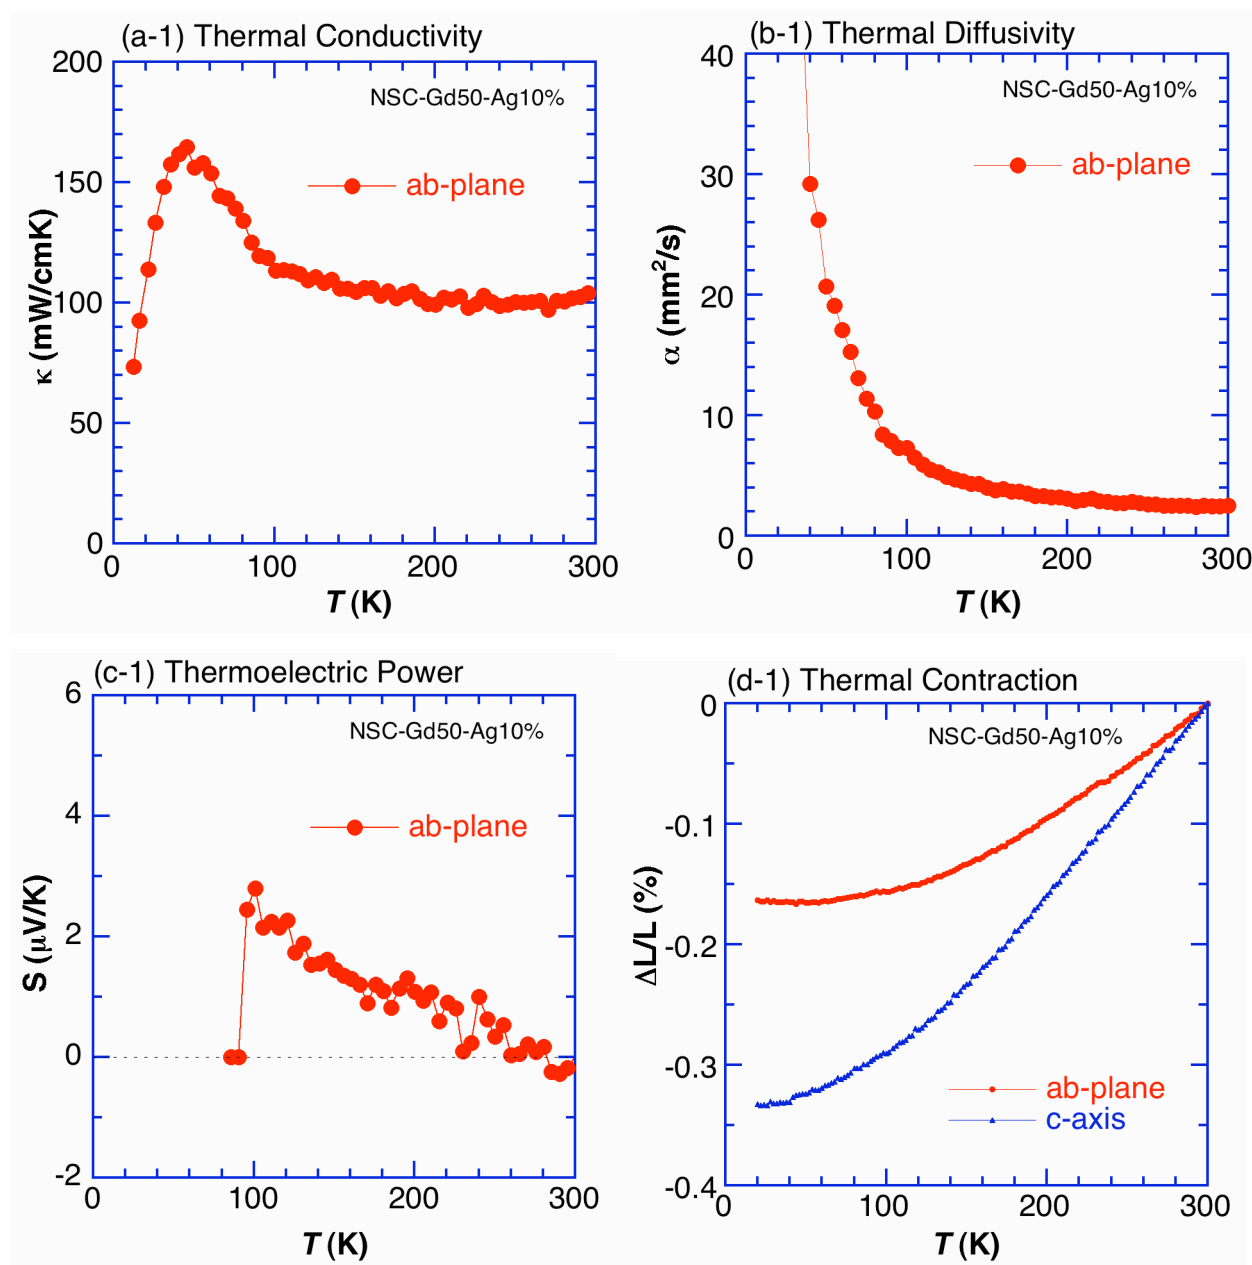 (a-1) Thermal Conductivity
200
150
100
50
0
κ (mW/cmK)
NSC-Gd50-Ag10%
ab-plane
0 100 200 300
T (K)
(b-1) Thermal Diffusivity
40
30
20
10
0
α (mm²/s)
NSC-Gd50-Ag10%
ab-plane
0 100 200 300
T (K)
(c-1) Thermoelectric Power
6
4
2
0
-2
S (μV/K)
NSC-Gd50-Ag10%
ab-plane
0 100 200 300
T (K)
(d-1) Thermal Contraction
0
-0.1
-0.2
-0.3
-0.4
ΔL/L (%)
NSC-Gd50-Ag10%
ab-plane
c-axis
0 100 200 300
T (K)